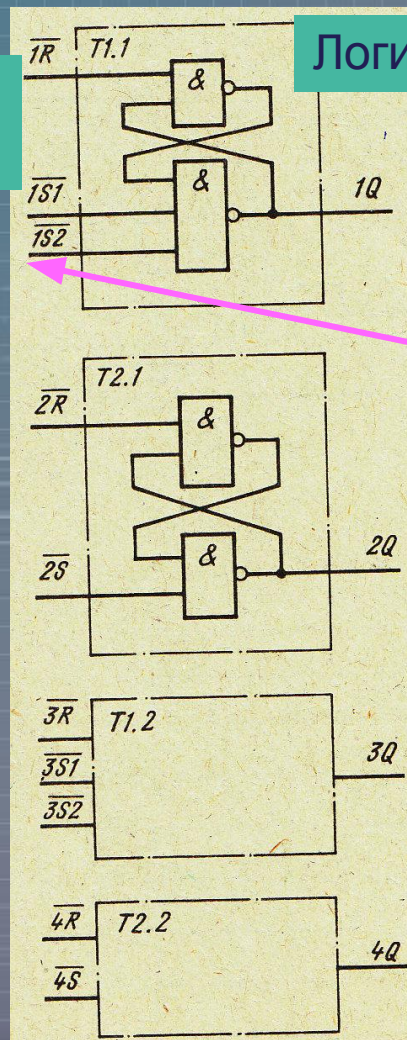 Логи
1R
T1.1
&
1S1
&
1Q
1S2
T2.1
2R
&
&
2Q
2S
3R
T1.2
3S1
3Q
3S2
4R
T2.2
4Q
4S